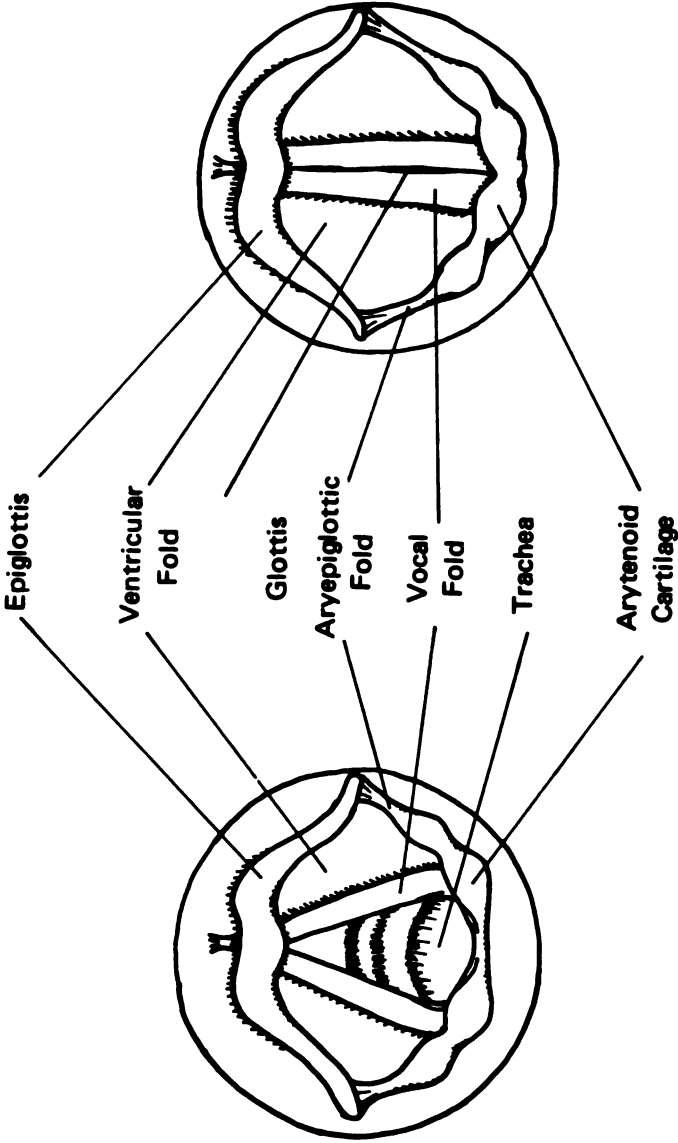 Epiglottis
Ventricular
Fold
Glottis
Aryepiglottic
Fold
Vocal
Fold
Trachea
Arytenoid
Cartilage